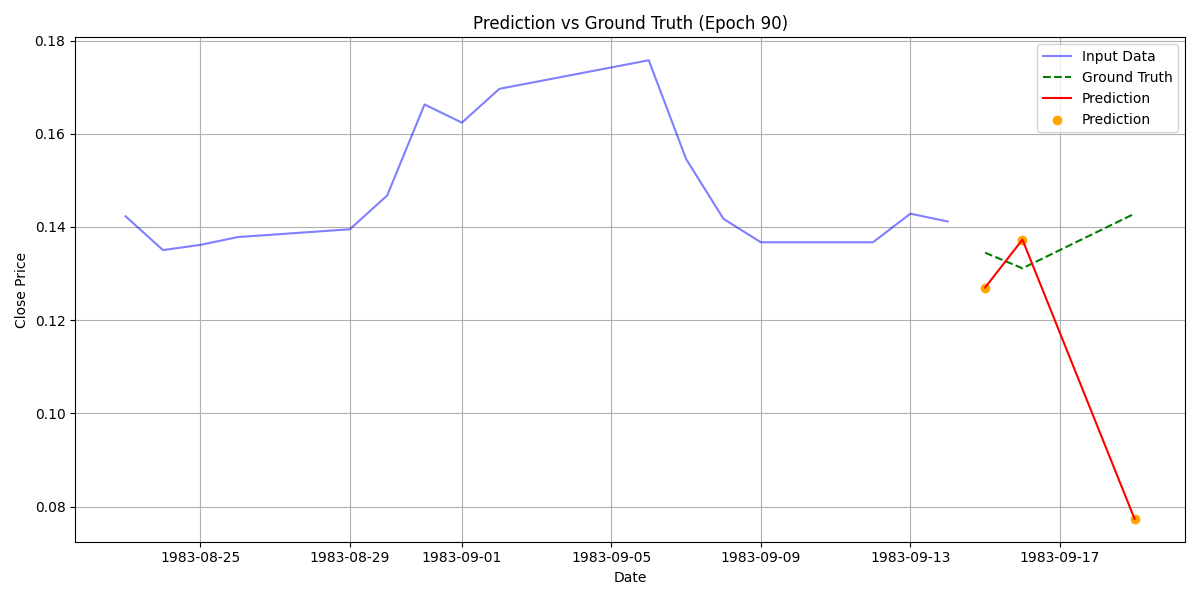 Prediction vs Ground Truth (Epoch 90)
Input Data
Ground Truth
Prediction
Prediction
Close Price
0.18
0.16
0.14
0.12
0.10
0.08
1983-08-25
1983-08-29
1983-09-01
1983-09-05
1983-09-09
1983-09-13
1983-09-17
Date